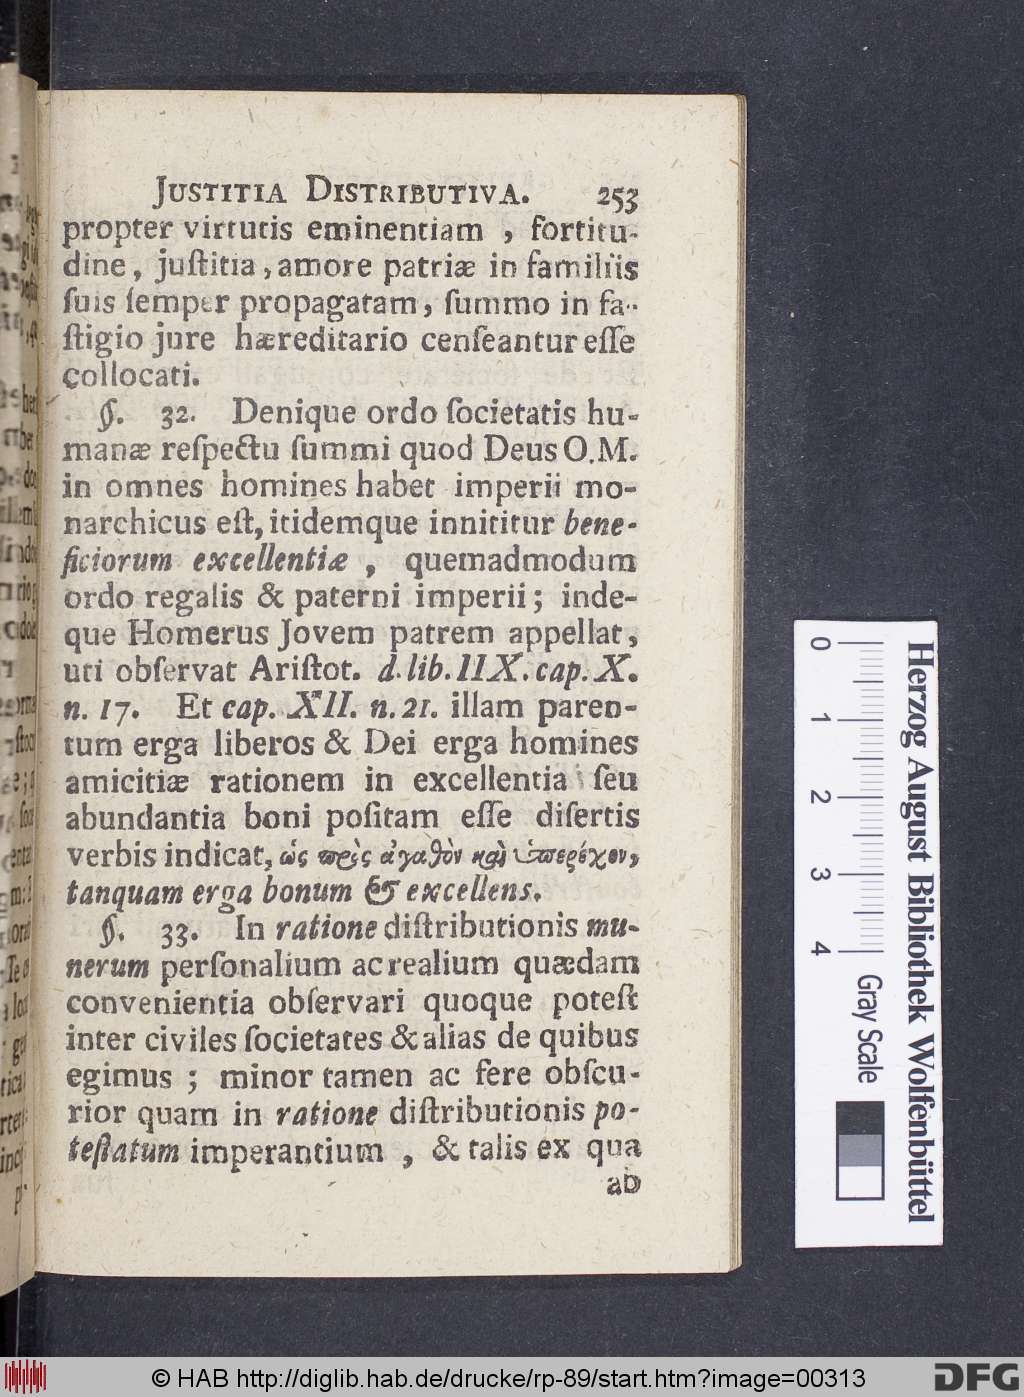 JUSTITIA DISTRIBUTIVA. 253
propter virtutis eminentiam , fortitu-
dine, juſtitia, amore patriæ in familiis
ſuis ſemper propagatam, ſummo in fa-
ſtigio jure hæreditario cenſeantur eſſe
collocati.
§. 32. Denique ordo ſocietatis hu-
manæ reſpectu ſummi quod Deus O.M.
in omnes homines habet imperii mo-
narchicus eſt, itidemque innititur bene-
ficiorum excellentiæ , quemadmodum
ordo regalis & paterni imperii; inde-
que Homerus Jovem patrem appellat,
uti obſervat Ariſtot. d. lib. IIX. cap. X.
n. 17. Et cap. XII. n. 21. illam paren-
tum erga liberos & Dei erga homines
amicitiæ rationem in excellentia ſeu
abundantia boni poſitam eſſe diſertis
verbis indicat, ὡς πρὸς ἀγαθὸν καὶ ὑπερέχον,
tanquam erga bonum & excellens.
§. 33. In ratione diſtributionis mu-
nerum perſonalium ac realium quædam
convenientia obſervari quoque poteſt
inter civiles ſocietates & alias de quibus
egimus ; minor tamen ac fere obſcu-
rior quam in ratione diſtributionis po-
teſtatum imperantium , & talis ex qua
ab
Herzog August Bibliothek Wolfenbüttel
0 1 2 3 4
Gray Scale
© HAB http://diglib.hab.de/drucke/rp-89/start.htm?image=00313
DFG